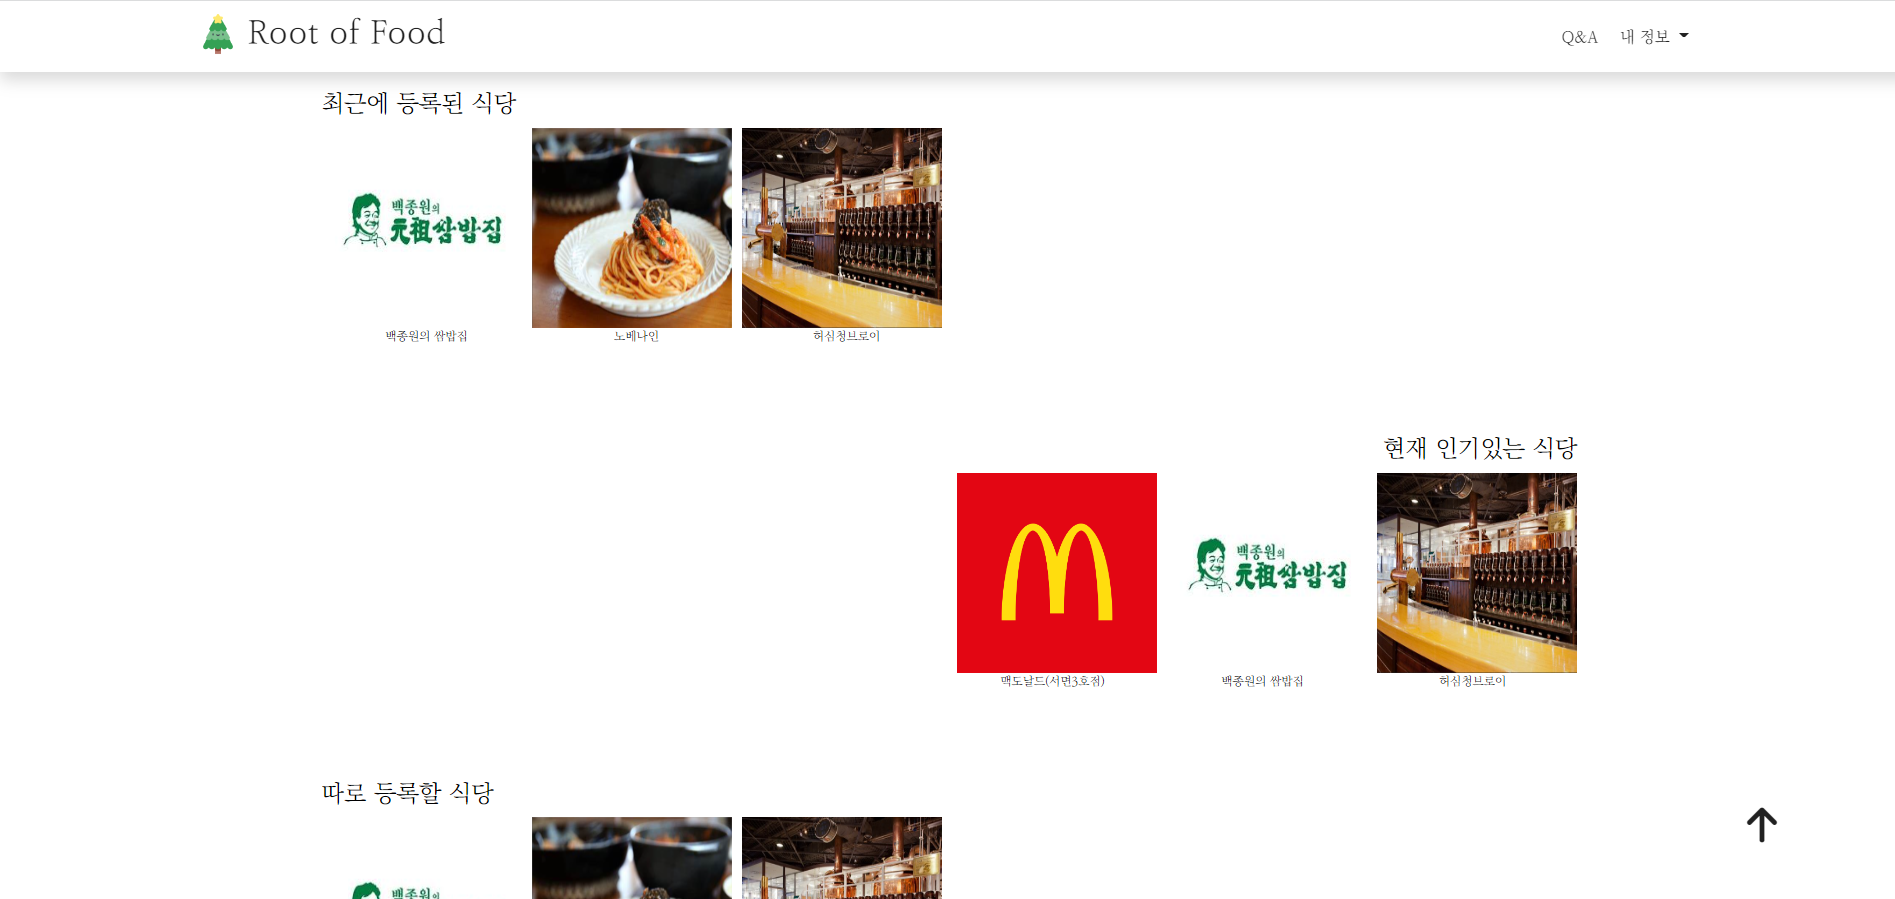 Root of Food
Q&A 내 정보
최근에 등록된 식당
백종원의
元祖쌈밥집
백종원의 쌈밥집
노베나인
허심청브로이
현재 인기있는 식당
백종원의
元祖쌈밥집
맥도날드(서면3호점)
백종원의 쌈밥집
허심청브로이
따로 등록할 식당
백종원의